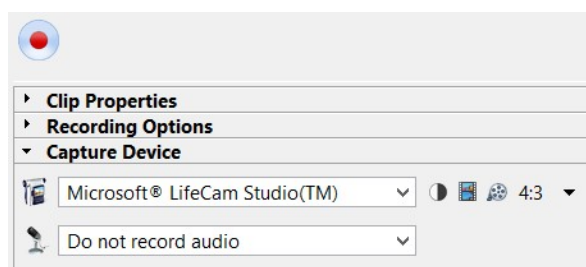 Clip Properties
Recording Options
Capture Device
Microsoft® LifeCam Studio(TM) 4:3
Do not record audio